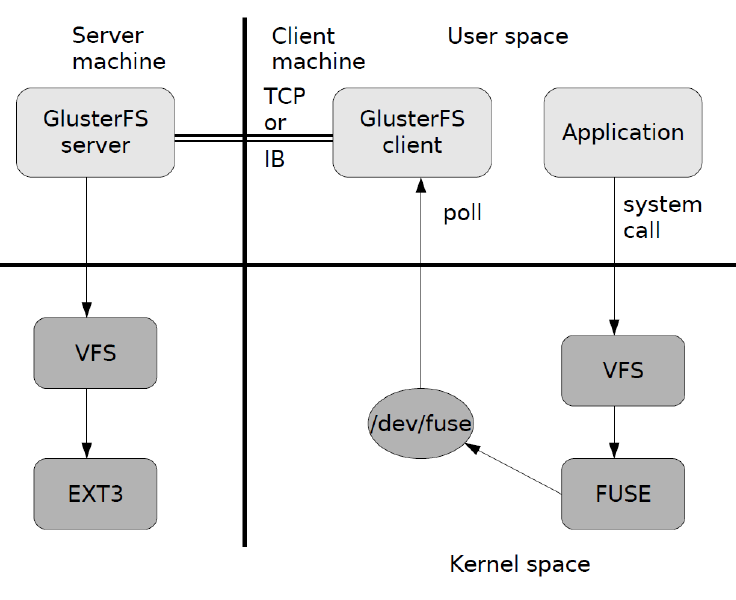 Server
machine
Client
machine
User space
GlusterFS
server
TCP
or
IB
GlusterFS
client
Application
poll
system
call
VFS
EXT3
/dev/fuse
VFS
FUSE
Kernel space